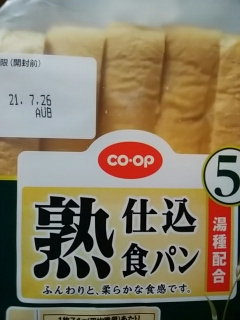 限(開封前)
21.7.26
AUB
CO・OP
5
熟仕込
食パン
湯種配合
ふんわりと、柔らかな食感です。